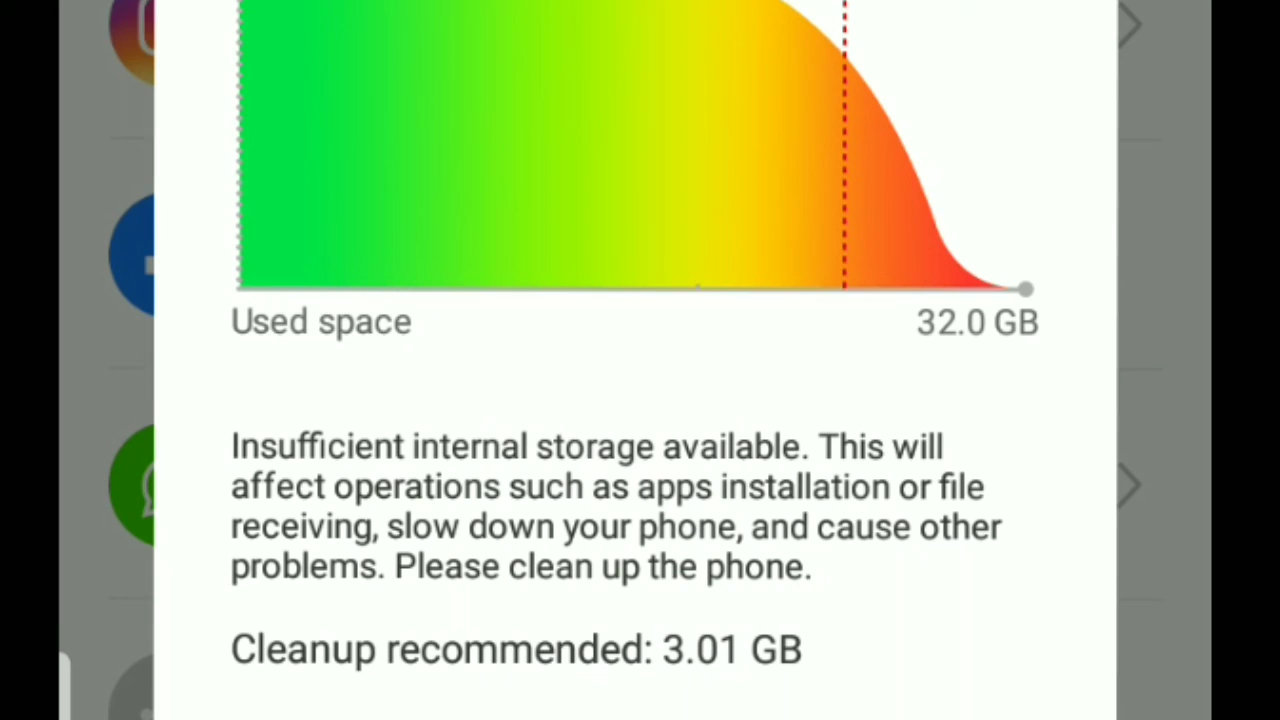 Used space
32.0 GB
Insufficient internal storage available. This will
affect operations such as apps installation or file
receiving, slow down your phone, and cause other
problems. Please clean up the phone.
Cleanup recommended: 3.01 GB